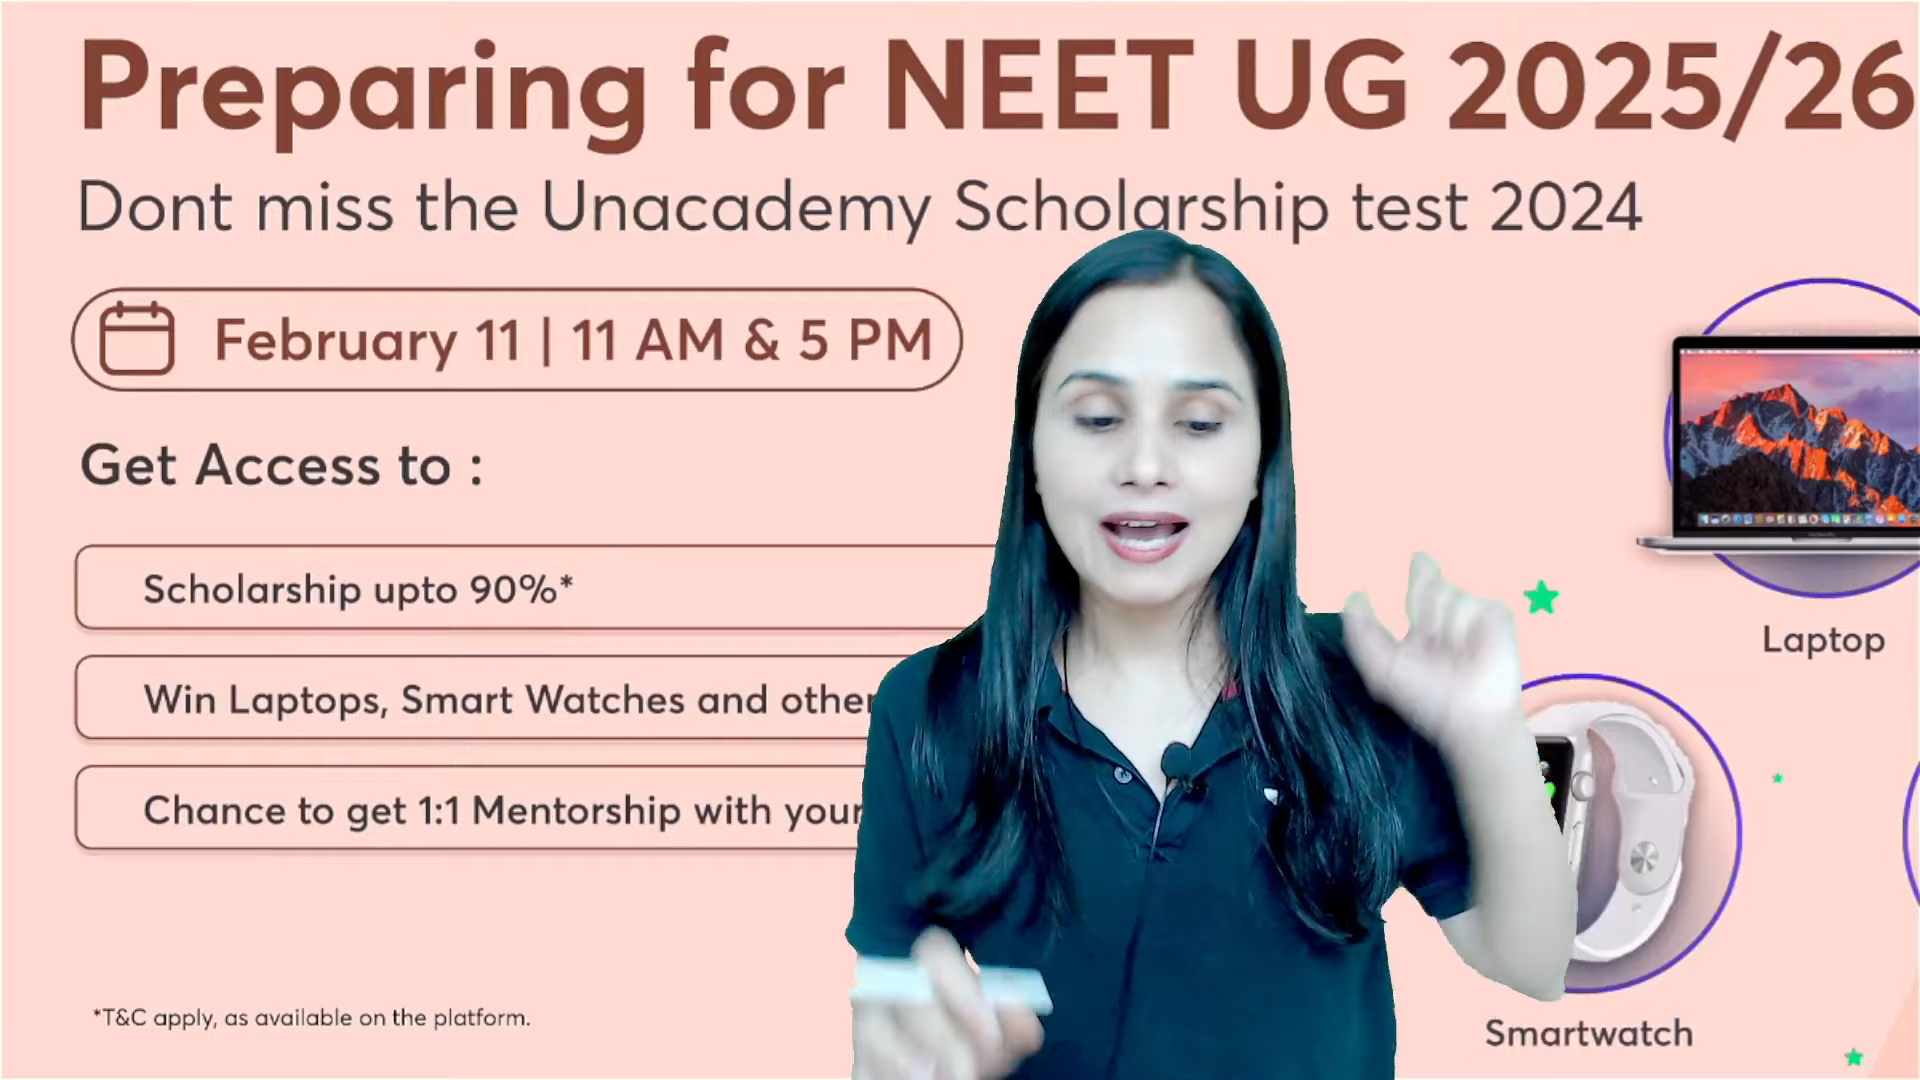 Preparing for NEET UG 2025/26
Dont miss the Unacademy Scholarship test 2024
February 11 | 11 AM & 5 PM
Get Access to :
Scholarship upto 90%*
Win Laptops, Smart Watches and other
Chance to get 1:1 Mentorship with your
Laptop
Smartwatch
*T&C apply, as available on the platform.